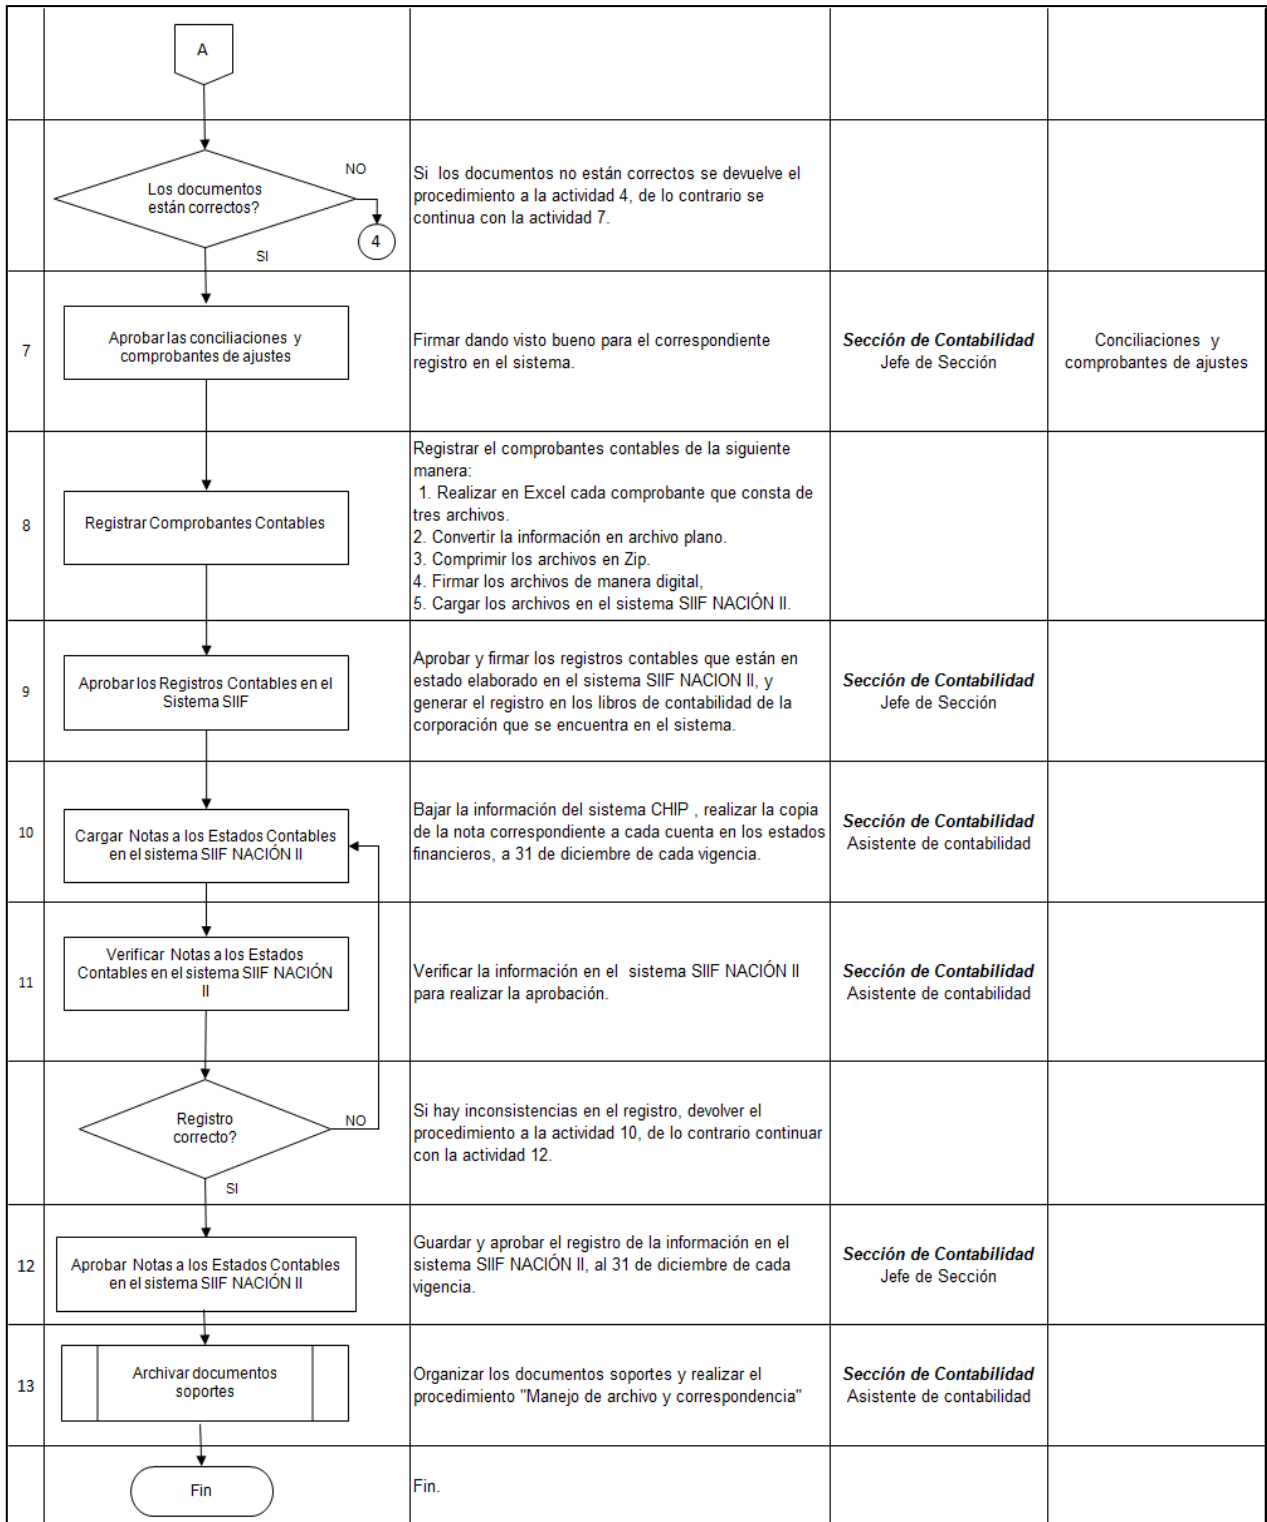 A
Los documentos
están correctos?
NO
4
SI
Si  los documentos no están correctos se devuelve el
procedimiento a la actividad 4, de lo contrario se
continua con la actividad 7.
7
Aprobar las conciliaciones  y
comprobantes de ajustes
Firmar dando visto bueno para el correspondiente
registro en el sistema.
Sección de Contabilidad
Jefe de Sección
Conciliaciones  y
comprobantes de ajustes
8
Registrar Comprobantes Contables
Registrar el comprobantes contables de la siguiente
manera:
1. Realizar en Excel cada comprobante que consta de
tres archivos.
2. Convertir la información en archivo plano.
3. Comprimir los archivos en Zip.
4. Firmar los archivos de manera digital,
5. Cargar los archivos en el sistema SIIF NACIÓN II.
9
Aprobar los Registros Contables en el
Sistema SIIF
Aprobar y firmar los registros contables que están en
estado elaborado en el sistema SIIF NACION II, y
generar el registro en los libros de contabilidad de la
corporación que se encuentra en el sistema.
Sección de Contabilidad
Jefe de Sección
10
Cargar  Notas a los Estados Contables
en el sistema SIIF NACIÓN II
Bajar la información del sistema CHIP , realizar la copia
de la nota correspondiente a cada cuenta en los estados
financieros, a 31 de diciembre de cada vigencia.
Sección de Contabilidad
Asistente de contabilidad
11
Verificar  Notas a los Estados
Contables en el sistema SIIF NACIÓN
II
Verificar la información en el  sistema SIIF NACIÓN II
para realizar la aprobación.
Sección de Contabilidad
Asistente de contabilidad
Registro
correcto?
NO
SI
Si hay inconsistencias en el registro, devolver el
procedimiento a la actividad 10, de lo contrario continuar
con la actividad 12.
12
Aprobar  Notas a los Estados Contables
en el sistema SIIF NACIÓN II
Guardar y aprobar el registro de la información en el
sistema SIIF NACIÓN II, al 31 de diciembre de cada
vigencia.
Sección de Contabilidad
Jefe de Sección
13
Archivar documentos
soportes
Organizar los documentos soportes y realizar el
procedimiento "Manejo de archivo y correspondencia"
Sección de Contabilidad
Asistente de contabilidad
Fin
Fin.